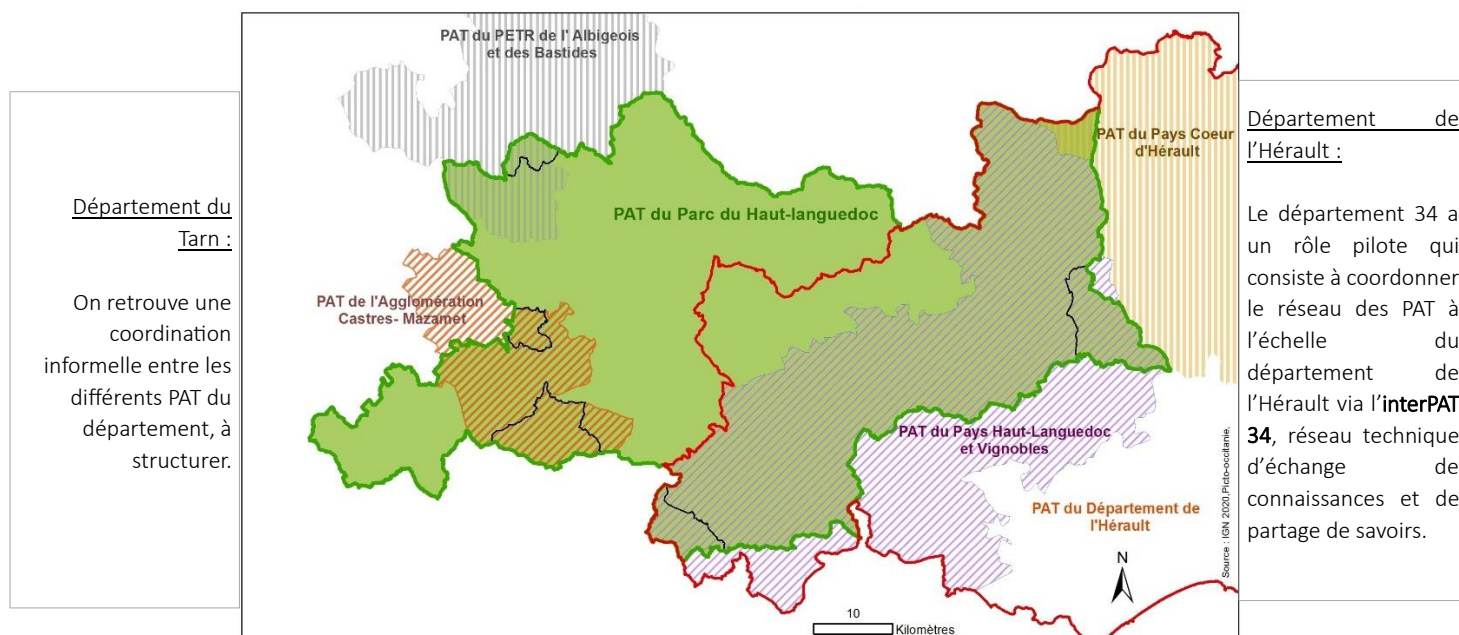 Département du
Tarn :
On retrouve une
coordination
informelle entre les
différents PAT du
département, à
structurer.
PAT du PETR de l' Albigeois
et des Bastides
PAT du Pays Coeur
d'Hérault
PAT du Parc du Haut-languedoc
PAT de l'Agglomération
Castres- Mazamet
PAT du Pays Haut-Languedoc
et Vignobles
PAT du Département de
l'Hérault
N
10
Kilomètres
Source : IGN 2020,Picto-occitanie,
Département de
l’Hérault :
Le département 34 a
un rôle pilote qui
consiste à coordonner
le réseau des PAT à
l’échelle du
département de
l’Hérault via l’interPAT
34, réseau technique
d’échange de
connaissances et de
partage de savoirs.